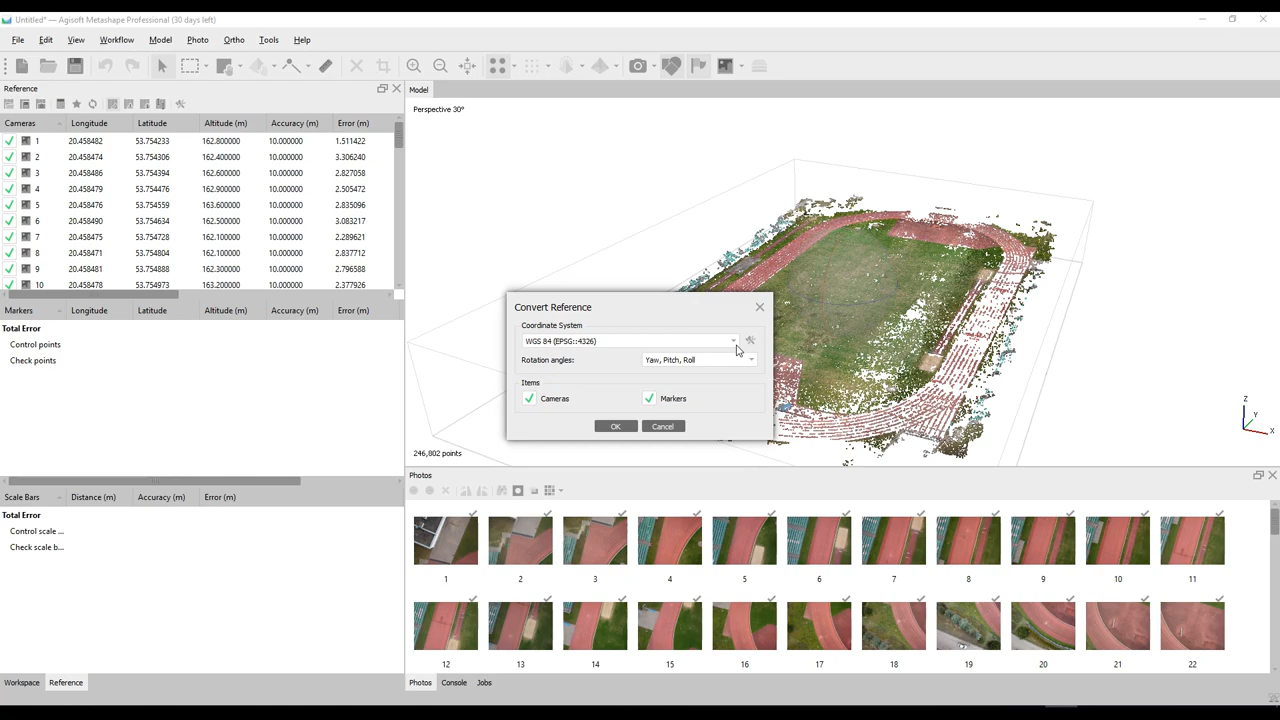 Untitled* — Agisoft Metashape Professional (30 days left)
File Edit View Workflow Model Photo Ortho Tools Help
Reference
Cameras Longitude Latitude Altitude (m) Accuracy (m) Error (m)
1 20.458482 53.754233 162.800000 10.000000 1.511422
2 20.458474 53.754306 162.400000 10.000000 3.306240
3 20.458486 53.754394 162.600000 10.000000 2.827058
4 20.458479 53.754476 162.900000 10.000000 2.505472
5 20.458476 53.754559 163.600000 10.000000 2.835096
6 20.458490 53.754634 162.500000 10.000000 3.083217
7 20.458475 53.754728 162.100000 10.000000 2.289621
8 20.458471 53.754804 162.100000 10.000000 2.837712
9 20.458481 53.754888 162.300000 10.000000 2.796588
10 20.458478 53.754973 163.200000 10.000000 2.377926
Markers Longitude Latitude Altitude (m) Accuracy (m) Error (m)
Total Error
Control points
Check points
Scale Bars Distance (m) Accuracy (m) Error (m)
Total Error
Control scale ...
Check scale b...
Workspace Reference
Model
Perspective 30°
Convert Reference
Coordinate System
WGS 84 (EPSG::4326)
Rotation angles: Yaw, Pitch, Roll
Items
Cameras Markers
OK Cancel
Z
Y
X
246,802 points
Photos
1 2 3 4 5 6 7 8 9 10 11
12 13 14 15 16 17 18 19 20 21 22
Photos Console Jobs